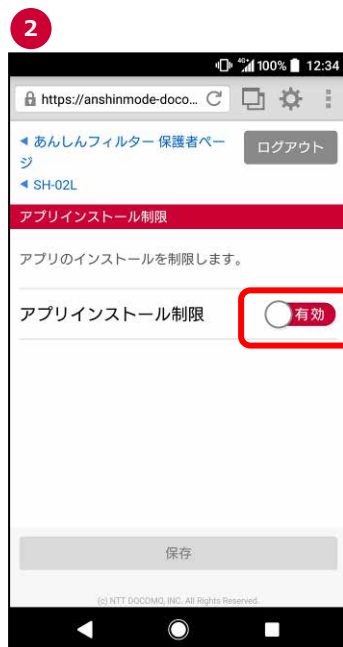 2
4G 100% 12:34
https://anshinmode-doco...
◀ あんしんフィルター 保護者ペー
ジ
ログアウト
◀ SH-02L
アプリインストール制限
アプリのインストールを制限します。
アプリインストール制限
有効
保存
(c) NTT DOCOMO, INC. All Rights Reserved.